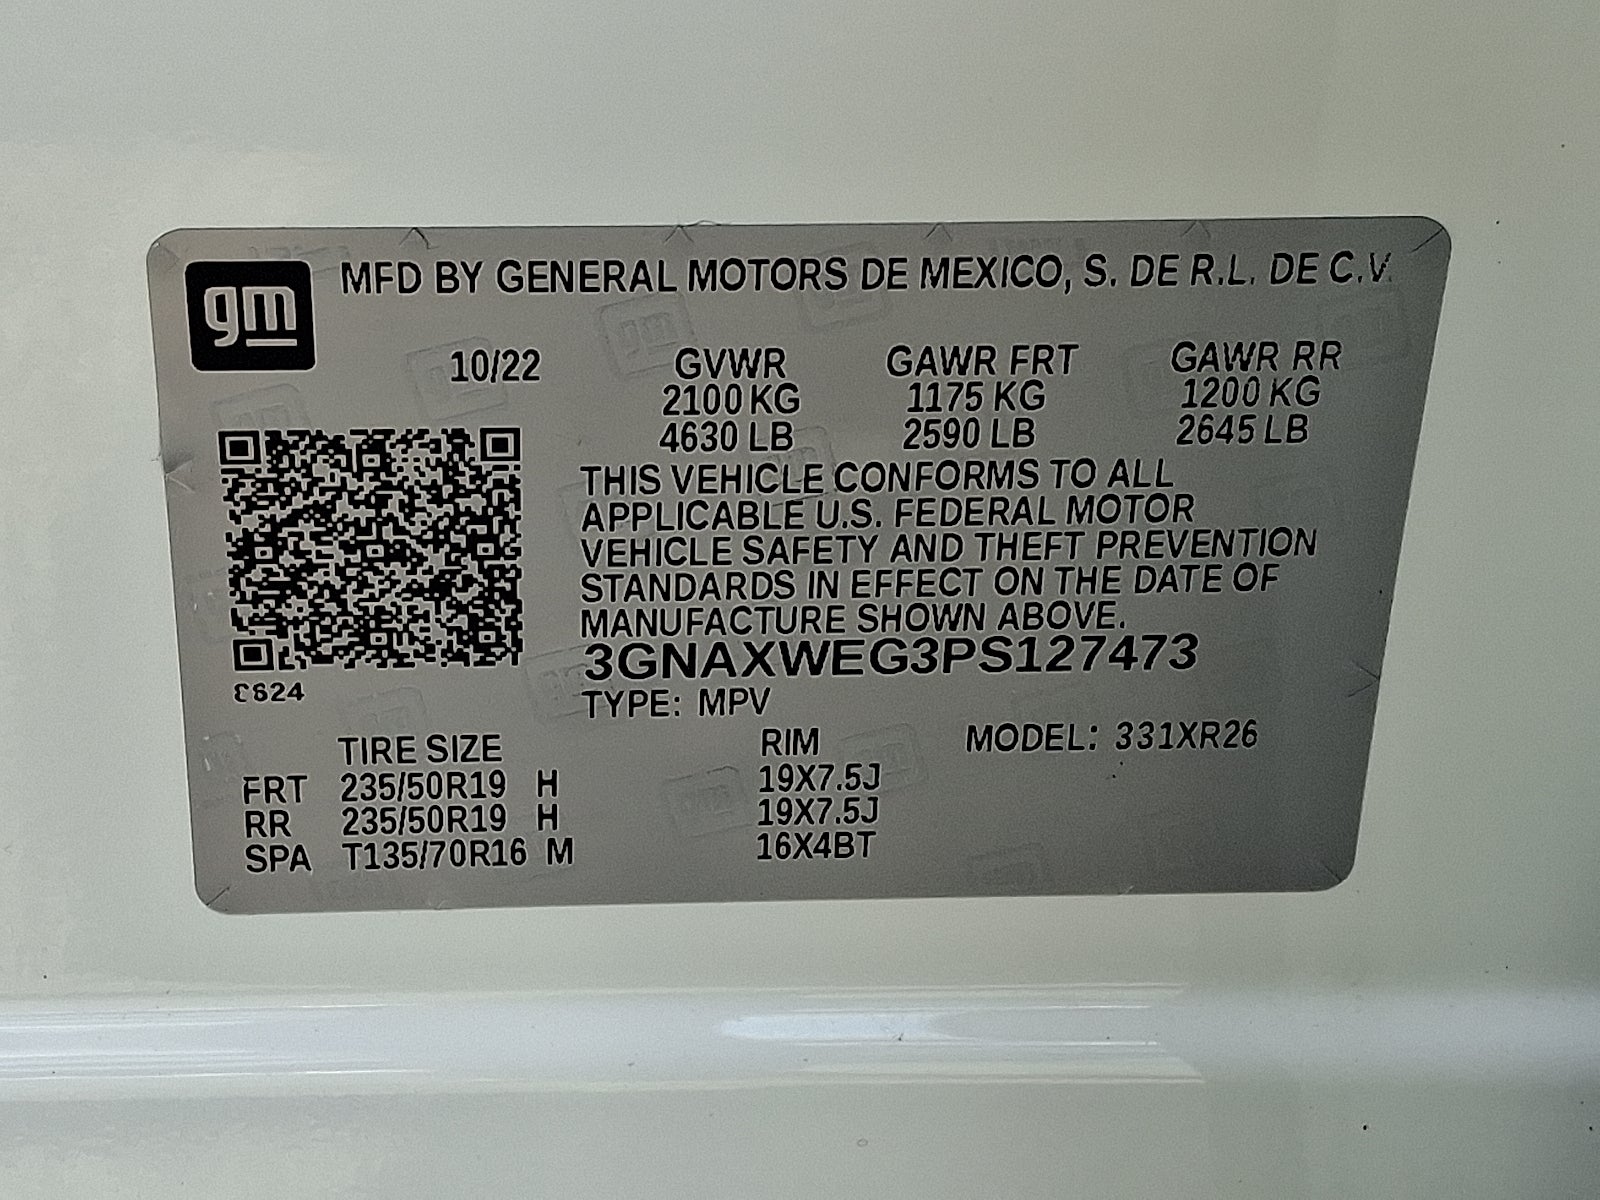 gm
MFD BY GENERAL MOTORS DE MEXICO, S. DE R.L. DE C.V.
10/22 GVWR GAWR FRT GAWR RR
2100 KG 1175 KG 1200 KG
4630 LB 2590 LB 2645 LB
THIS VEHICLE CONFORMS TO ALL
APPLICABLE U.S. FEDERAL MOTOR
VEHICLE SAFETY AND THEFT PREVENTION
STANDARDS IN EFFECT ON THE DATE OF
MANUFACTURE SHOWN ABOVE.
3GNAXWEG3PS127473
TYPE: MPV
TIRE SIZE RIM MODEL: 331XR26
FRT 235/50R19 H 19X7.5J
RR 235/50R19 H 19X7.5J
SPA T135/70R16 M 16X4BT